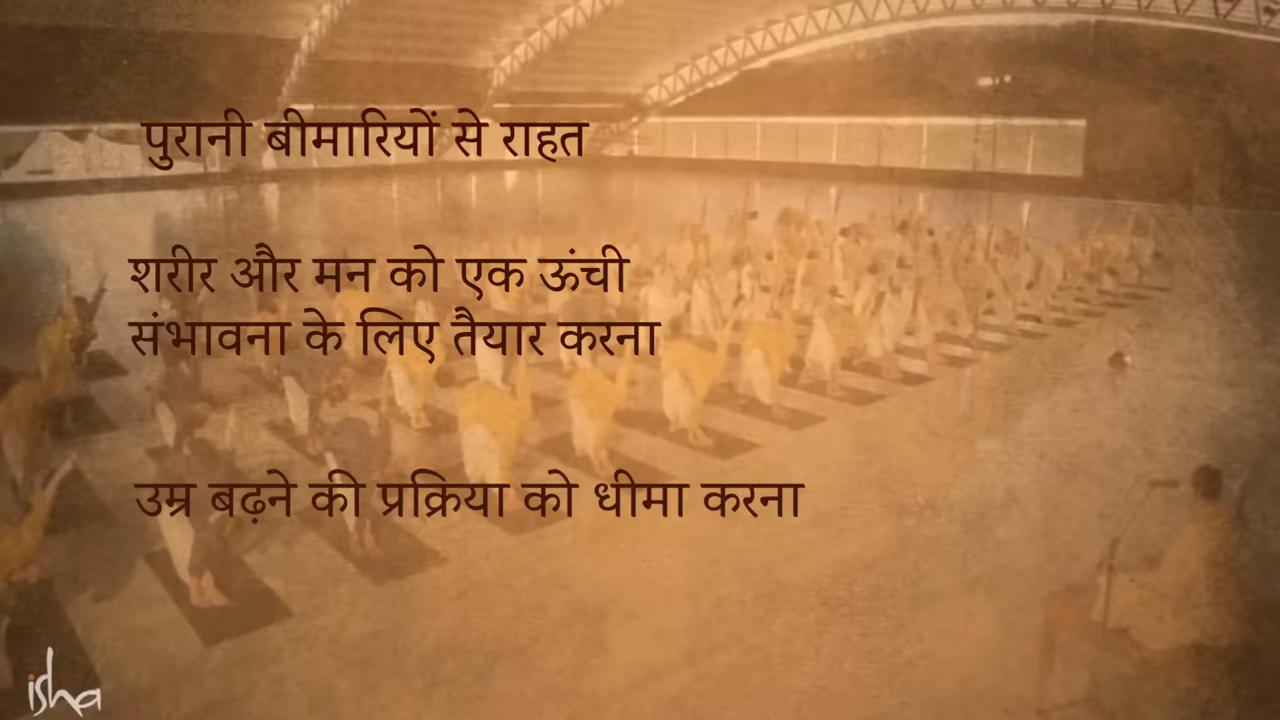 पुरानी बीमारियों से राहत
शरीर और मन को एक ऊंची
संभावना के लिए तैयार करना
उम्र बढ़ने की प्रक्रिया को धीमा करना
isha